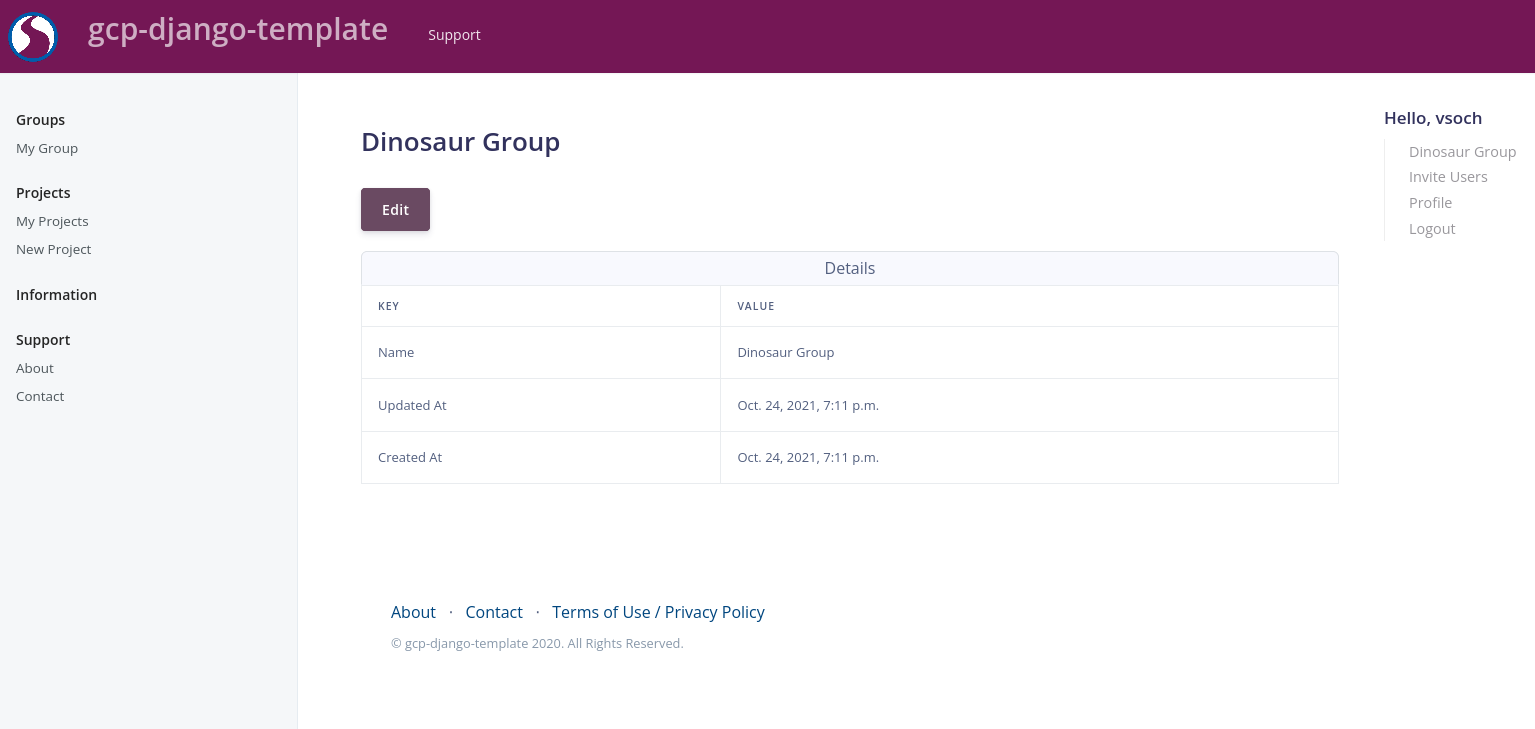 gcp-django-template
Support
Groups
My Group
Projects
My Projects
New Project
Information
Support
About
Contact
Dinosaur Group
Edit
Details
KEY VALUE
Name Dinosaur Group
Updated At Oct. 24, 2021, 7:11 p.m.
Created At Oct. 24, 2021, 7:11 p.m.
Hello, vsoch
Dinosaur Group
Invite Users
Profile
Logout
About · Contact · Terms of Use / Privacy Policy
© gcp-django-template 2020. All Rights Reserved.